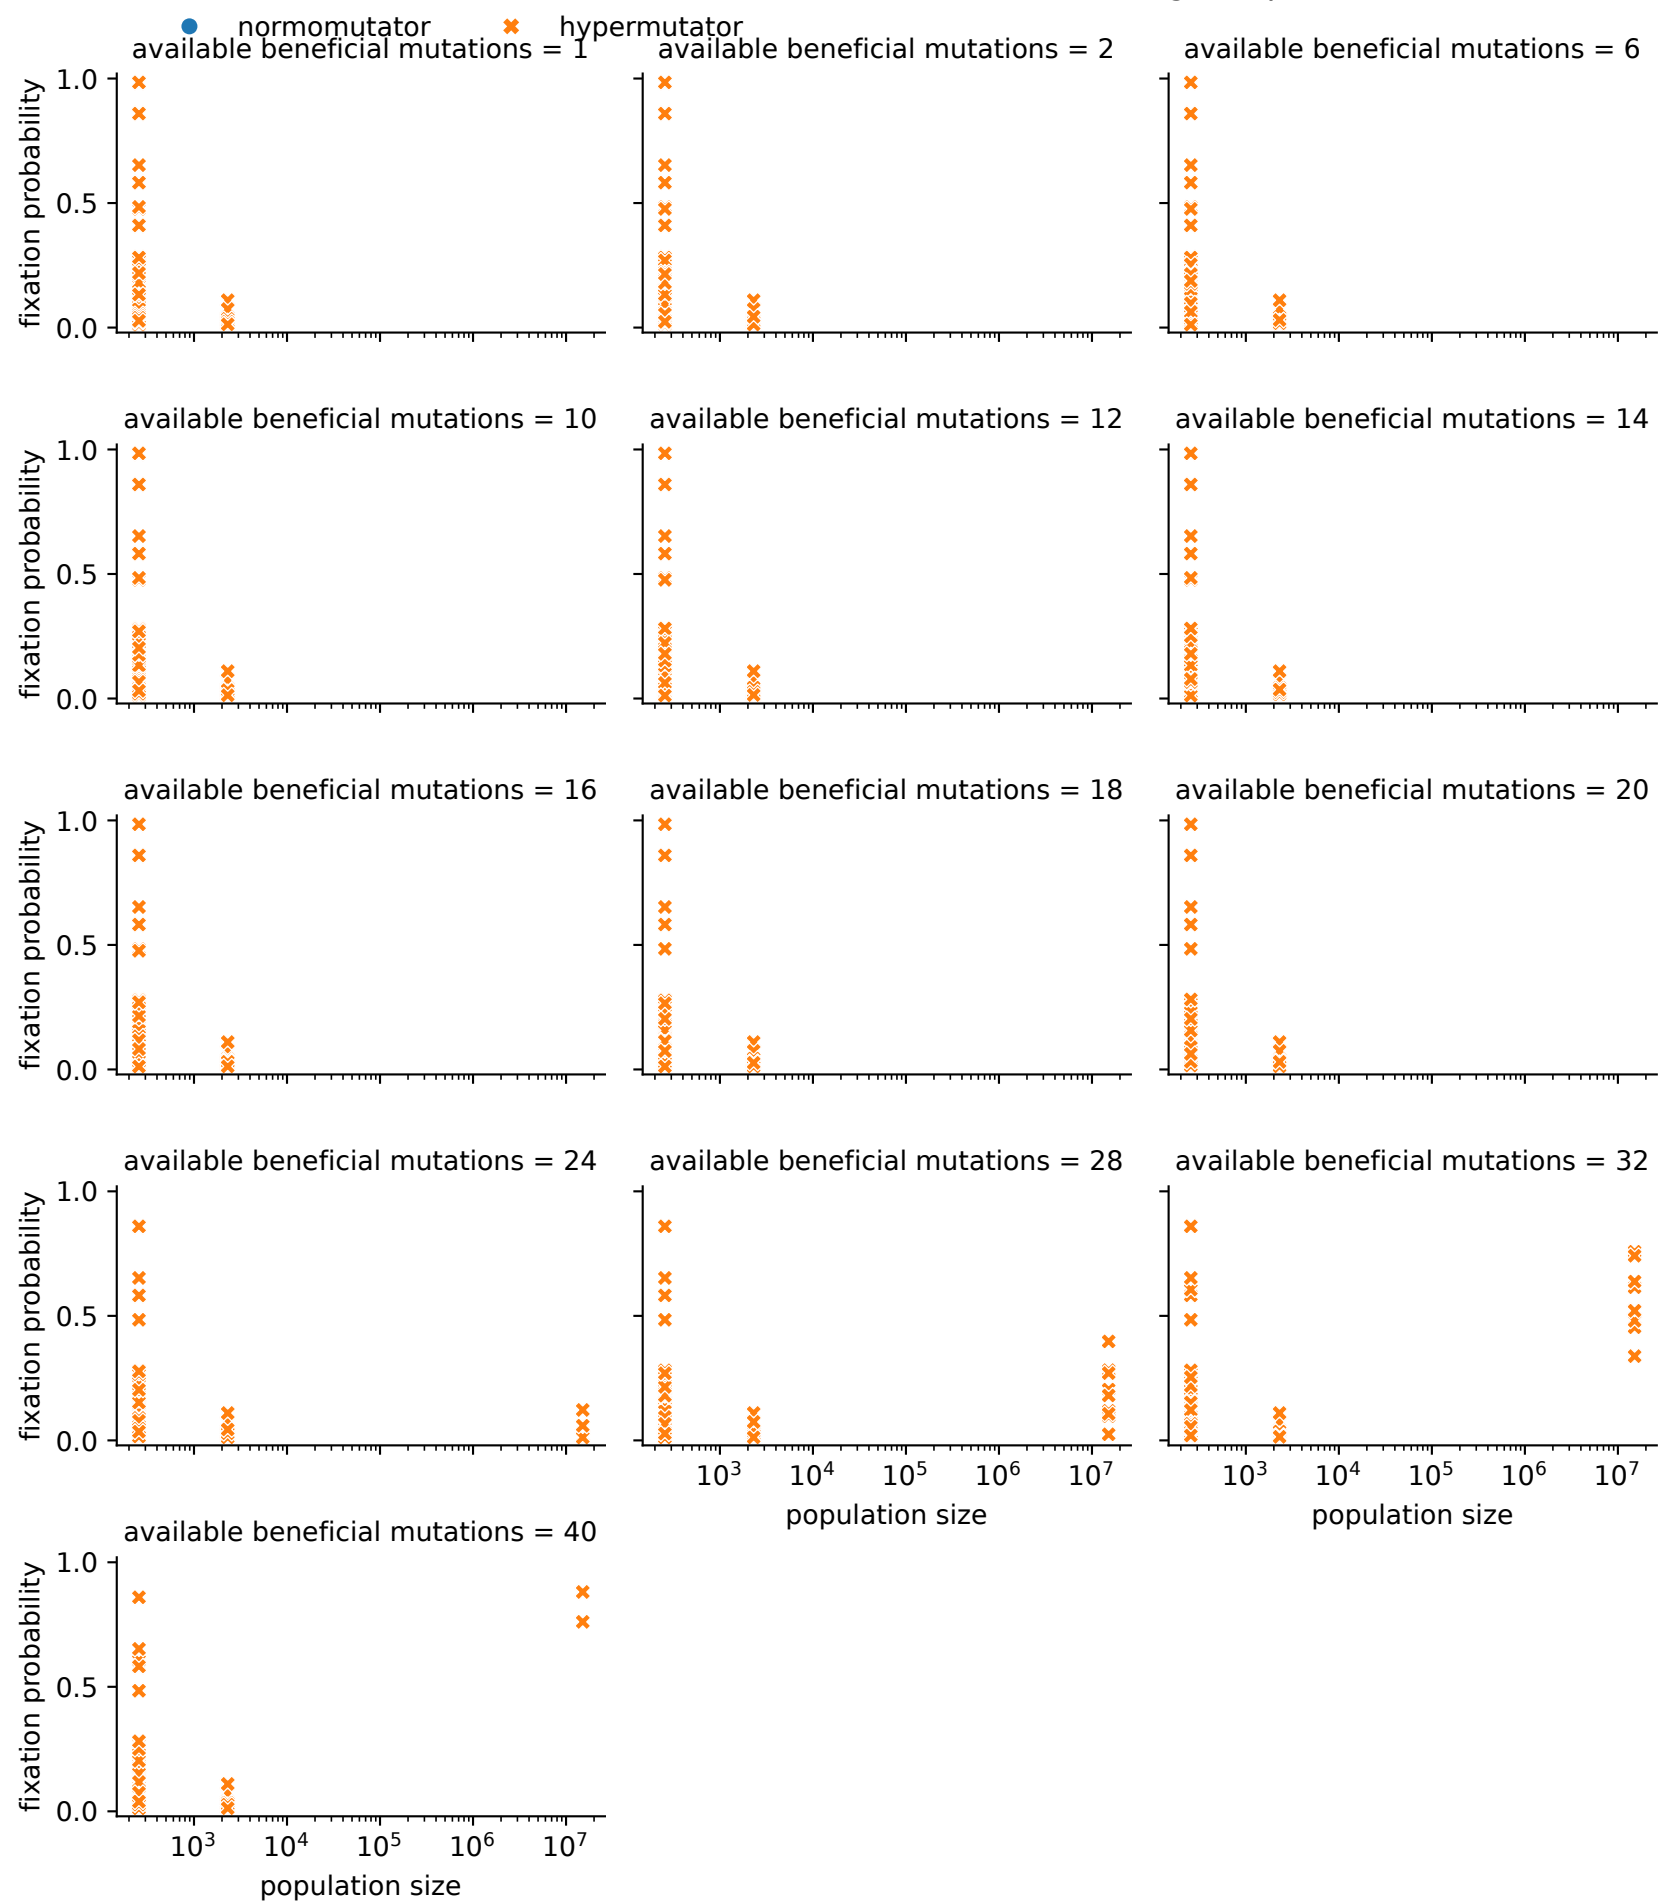 normomutator hypermutator
available beneficial mutations = 1 available beneficial mutations = 2 available beneficial mutations = 6
fixation probability
1.0
0.5
0.0
available beneficial mutations = 10 available beneficial mutations = 12 available beneficial mutations = 14
fixation probability
1.0
0.5
0.0
available beneficial mutations = 16 available beneficial mutations = 18 available beneficial mutations = 20
fixation probability
1.0
0.5
0.0
available beneficial mutations = 24 available beneficial mutations = 28 available beneficial mutations = 32
fixation probability
1.0
0.5
0.0
10³ 10⁴ 10⁵ 10⁶ 10⁷ 10³ 10⁴ 10⁵ 10⁶ 10⁷
population size population size
available beneficial mutations = 40
fixation probability
1.0
0.5
0.0
10³ 10⁴ 10⁵ 10⁶ 10⁷
population size